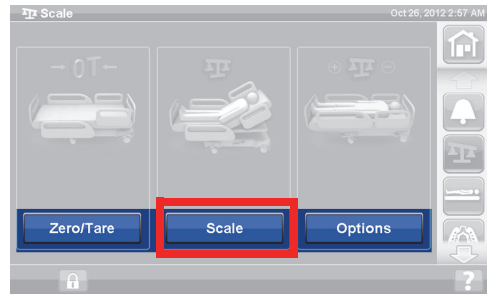 Scale Oct 26, 2012 2:57 AM
→0T←
Zero/Tare Scale Options
?